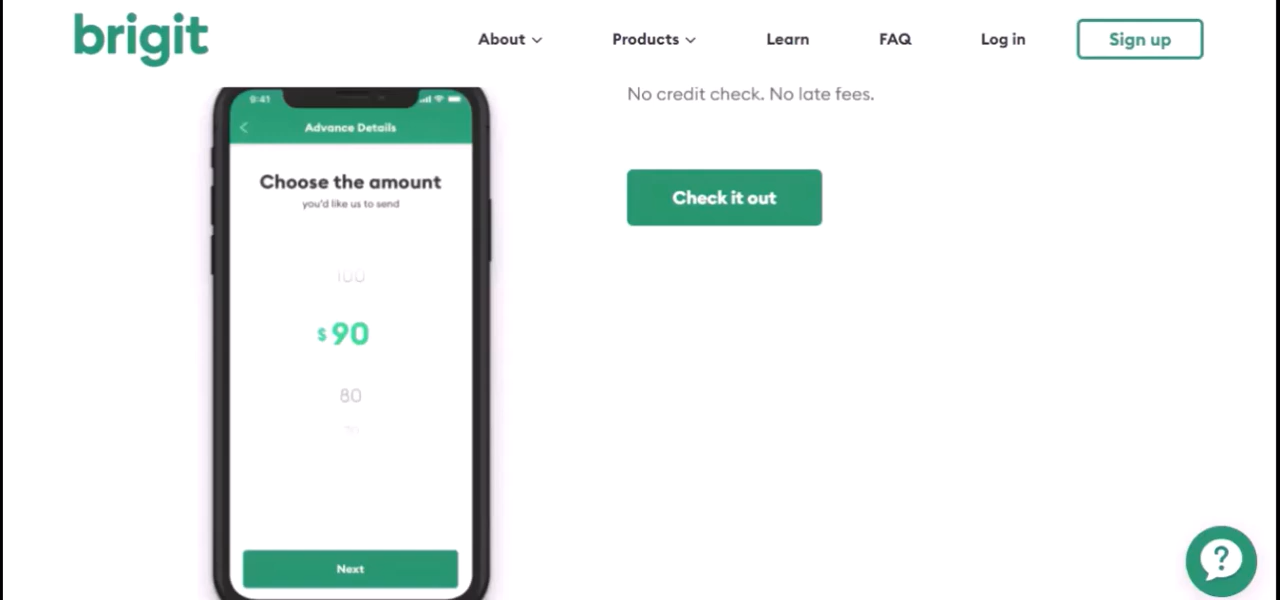 brigit
About
Products
Learn
FAQ
Log in
Sign up
No credit check. No late fees.
Check it out
9:41
Advance Details
Choose the amount
you'd like us to send
100
$90
80
70
Next
?